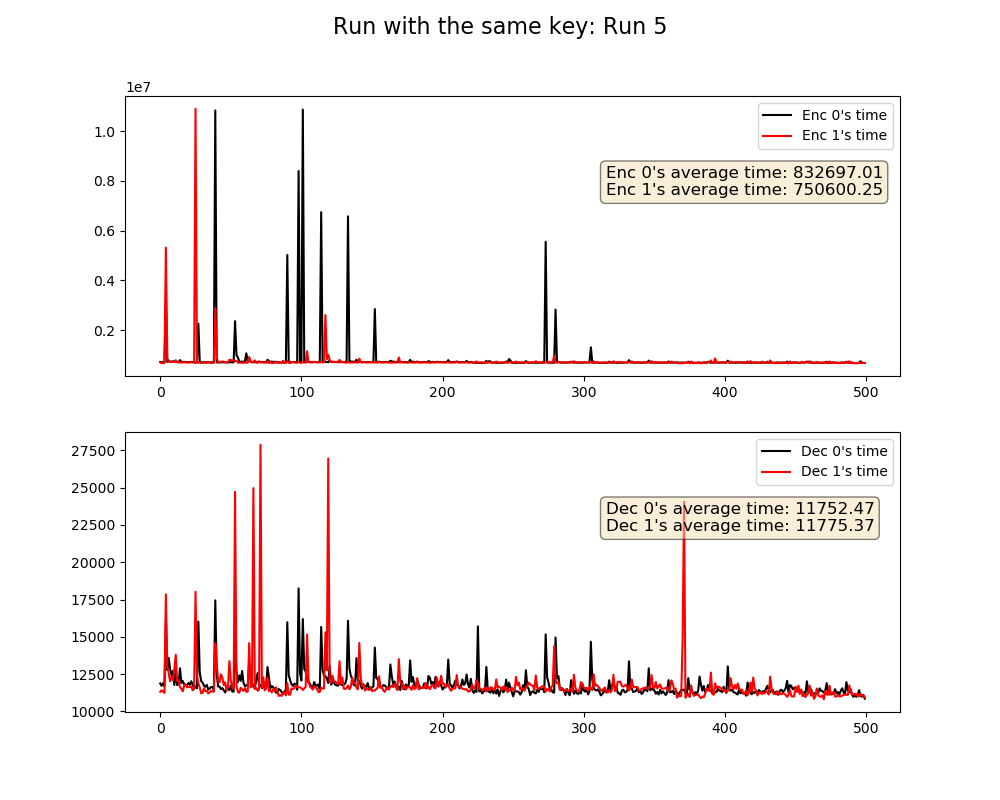 Run with the same key: Run 5
1e7
1.0
0.8
0.6
0.4
0.2
0
100
200
300
400
500
Enc 0's time
Enc 1's time
Enc 0's average time: 832697.01
Enc 1's average time: 750600.25
27500
25000
22500
20000
17500
15000
12500
10000
0
100
200
300
400
500
Dec 0's time
Dec 1's time
Dec 0's average time: 11752.47
Dec 1's average time: 11775.37